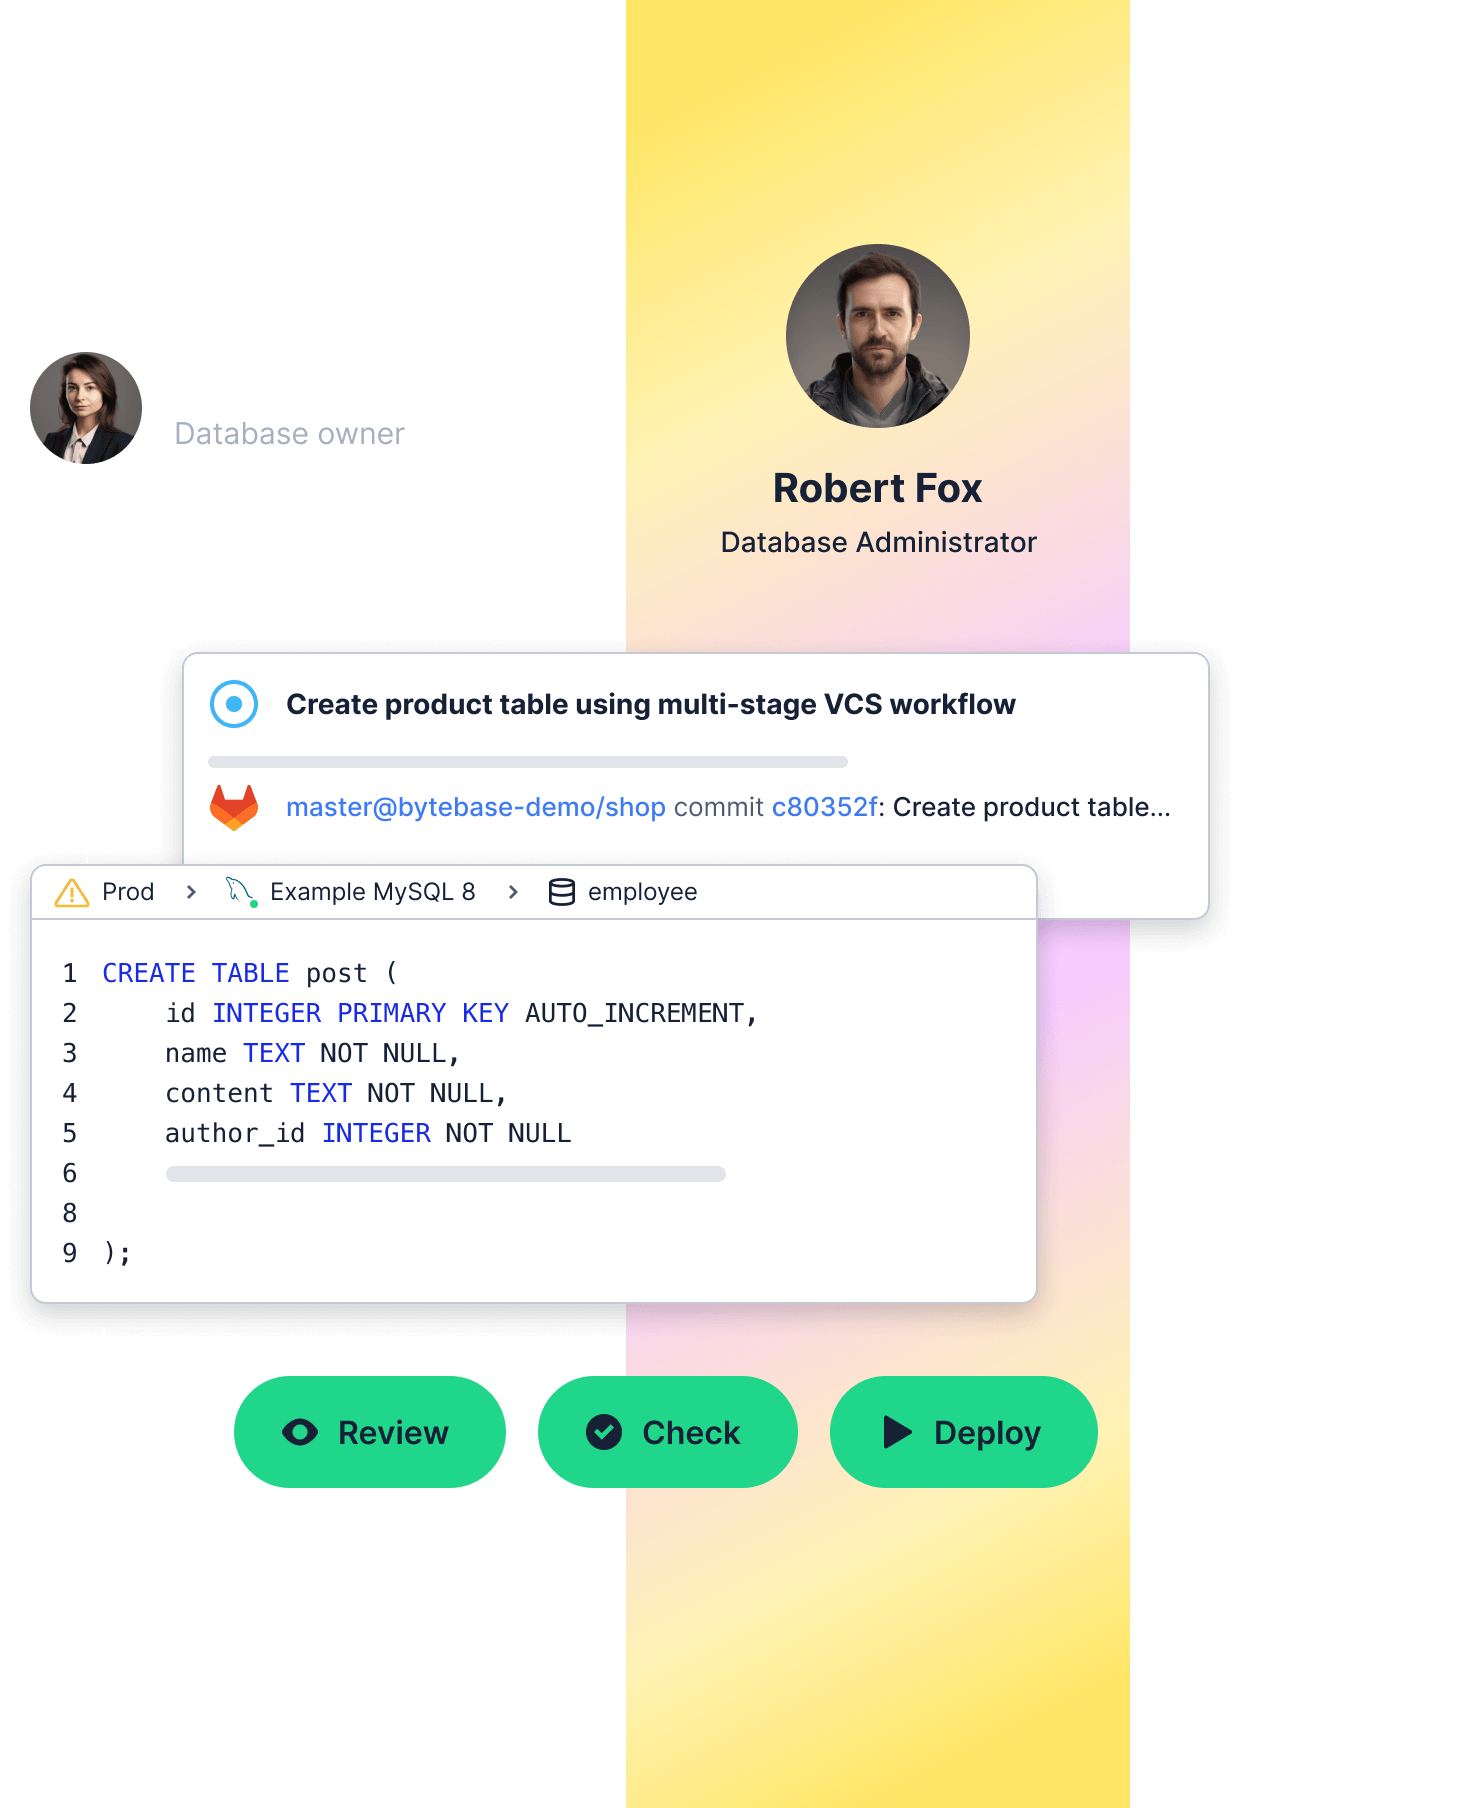 Database owner
Robert Fox
Database Administrator
Create product table using multi-stage VCS workflow
master@bytebase-demo/shop commit c80352f: Create product table...
Prod > Example MySQL 8 > employee
1 CREATE TABLE post (
2 id INTEGER PRIMARY KEY AUTO_INCREMENT,
3 name TEXT NOT NULL,
4 content TEXT NOT NULL,
5 author_id INTEGER NOT NULL
6
8
9 );
Review
Check
Deploy